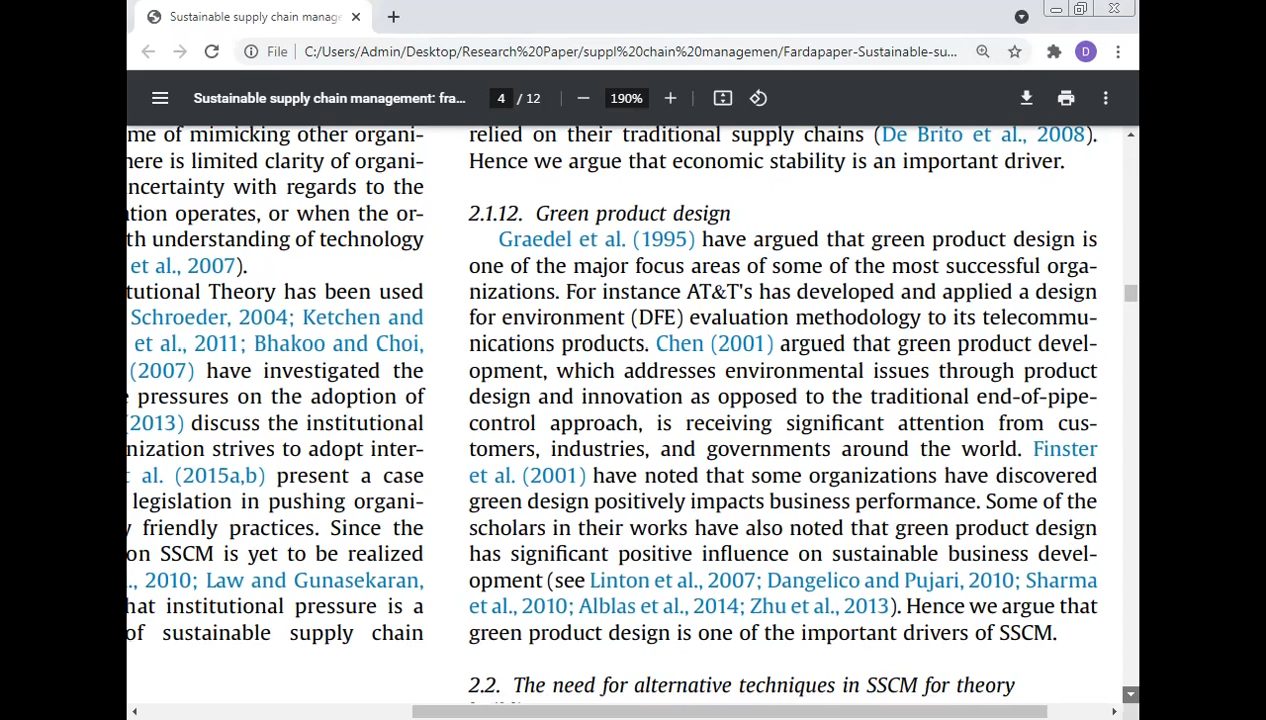 Sustainable supply chain manage
File
C:/Users/Admin/Desktop/Research%20Paper/suppl%20chain%20managemen/Fardapaper-Sustainable-su...
D
Sustainable supply chain management: fra...
4 / 12
190%
me of mimicking other organi-
here is limited clarity of organi-
ncertainty with regards to the
ation operates, or when the or-
th understanding of technology
et al., 2007).
tutional Theory has been used
Schroeder, 2004; Ketchen and
et al., 2011; Bhakoo and Choi,
(2007) have investigated the
pressures on the adoption of
(2013) discuss the institutional
nization strives to adopt inter-
t al. (2015a,b) present a case
legislation in pushing organi-
y friendly practices. Since the
on SSCM is yet to be realized
., 2010; Law and Gunasekaran,
hat institutional pressure is a
of sustainable supply chain
relied on their traditional supply chains (De Brito et al., 2008).
Hence we argue that economic stability is an important driver.
2.1.12. Green product design
Graedel et al. (1995) have argued that green product design is
one of the major focus areas of some of the most successful orga-
nizations. For instance AT&T's has developed and applied a design
for environment (DFE) evaluation methodology to its telecommu-
nications products. Chen (2001) argued that green product devel-
opment, which addresses environmental issues through product
design and innovation as opposed to the traditional end-of-pipe-
control approach, is receiving significant attention from cus-
tomers, industries, and governments around the world. Finster
et al. (2001) have noted that some organizations have discovered
green design positively impacts business performance. Some of the
scholars in their works have also noted that green product design
has significant positive influence on sustainable business devel-
opment (see Linton et al., 2007; Dangelico and Pujari, 2010; Sharma
et al., 2010; Alblas et al., 2014; Zhu et al., 2013). Hence we argue that
green product design is one of the important drivers of SSCM.
2.2. The need for alternative techniques in SSCM for theory